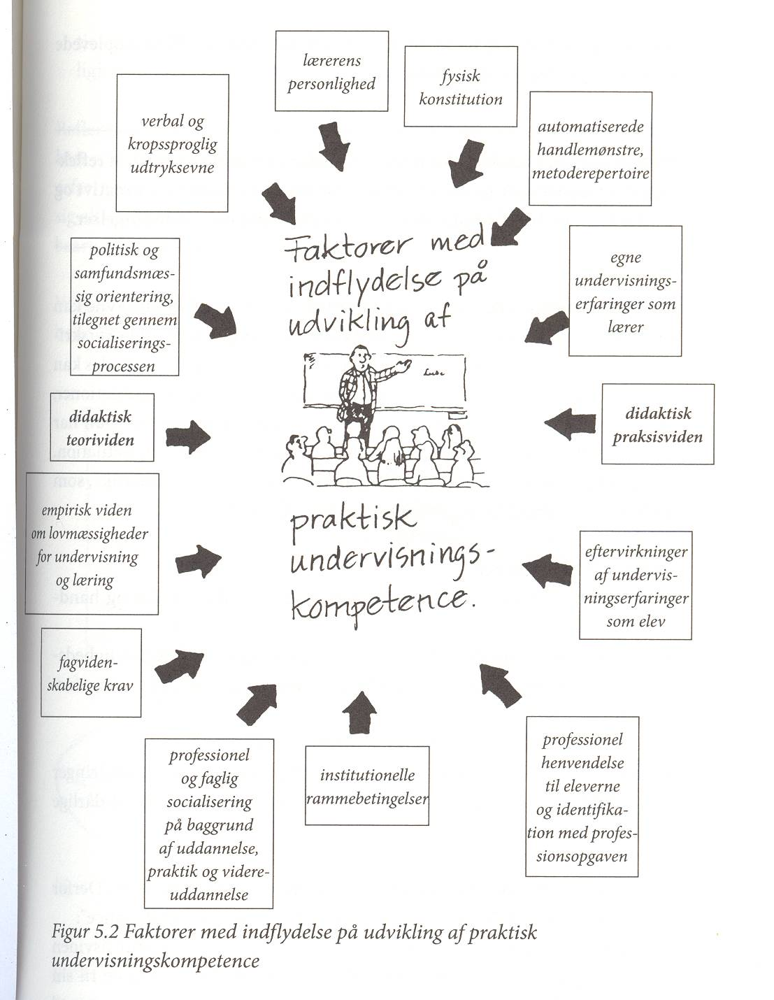 lærerens
personlighed
fysisk
konstitution
verbal og
kropssproglig
udtryksevne
automatiserede
handlemønstre,
metoderepertoire
Faktorer med
indflydelse på
udvikling af
politisk og
samfundsmæs-
sig orientering,
tilegnet gennem
socialiserings-
processen
egne
undervisnings-
erfaringer som
lærer
didaktisk
teorividen
didaktisk
praksisviden
empirisk viden
om lovmæssigheder
for undervisning
og læring
praktisk
undervisnings-
kompetence.
eftervirkninger
af undervis-
ningserfaringer
som elev
fagviden-
skabelige krav
professionel
og faglig
socialisering
på baggrund
af uddannelse,
praktik og videre-
uddannelse
institutionelle
rammebetingelser
professionel
henvendelse
til eleverne
og identifika-
tion med profes-
sionsopgaven
Figur 5.2 Faktorer med indflydelse på udvikling af praktisk
undervisningskompetence